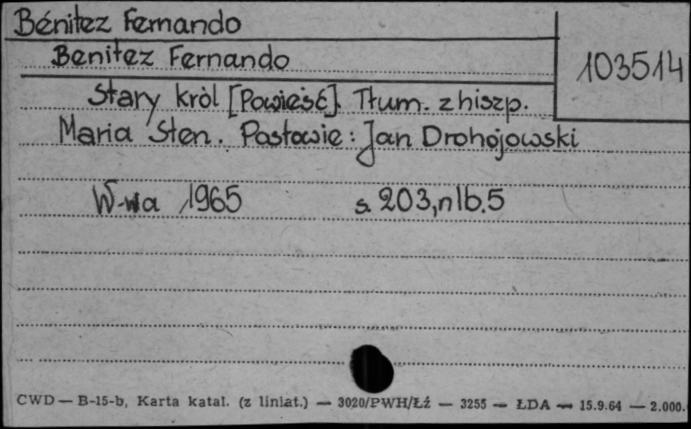 Bénitez Fernando
Benitez Fernando
103514
Stary król [Powieść]. Tłum. z hiszp.
Maria Sten. Posłowie: Jan Drohojowski
W-wa 1965 s. 203, nlb. 5
CWD — B-15-b, Karta katal. (z liniat.) — 3020/PWH/Łź — 3255 — ŁDA — 15.9.64 — 2.000.